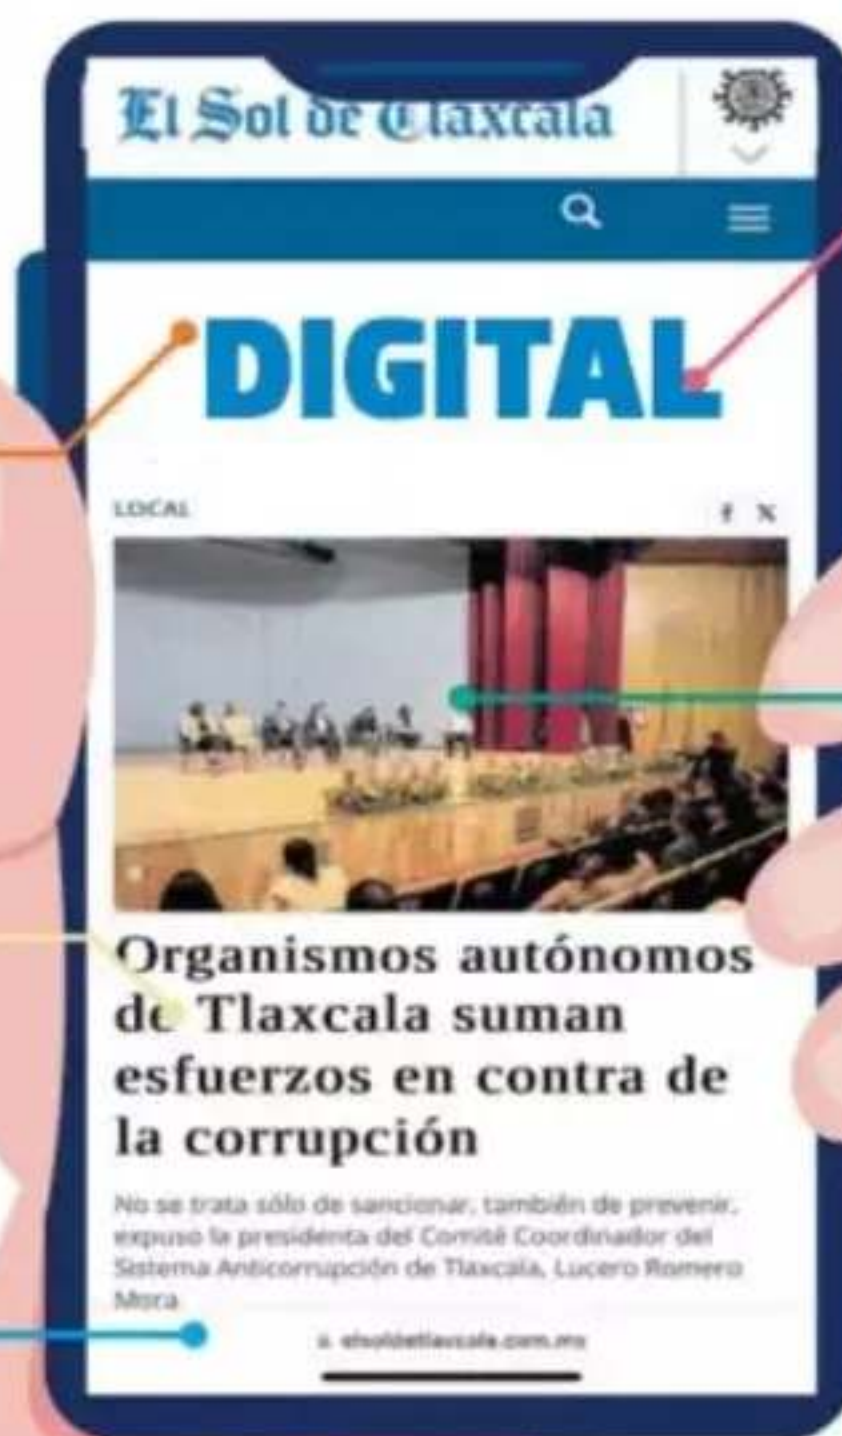 El Sol de Tlaxcala
DIGITAL
LOCAL
f X
Organismos autónomos
de Tlaxcala suman
esfuerzos en contra de
la corrupción
No se trata sólo de sancionar, también de prevenir,
expuso la presidenta del Comité Coordinador del
Sistema Anticorrupción de Tlaxcala, Lucero Romero
Mora
elsoldetlaxcala.com.mx